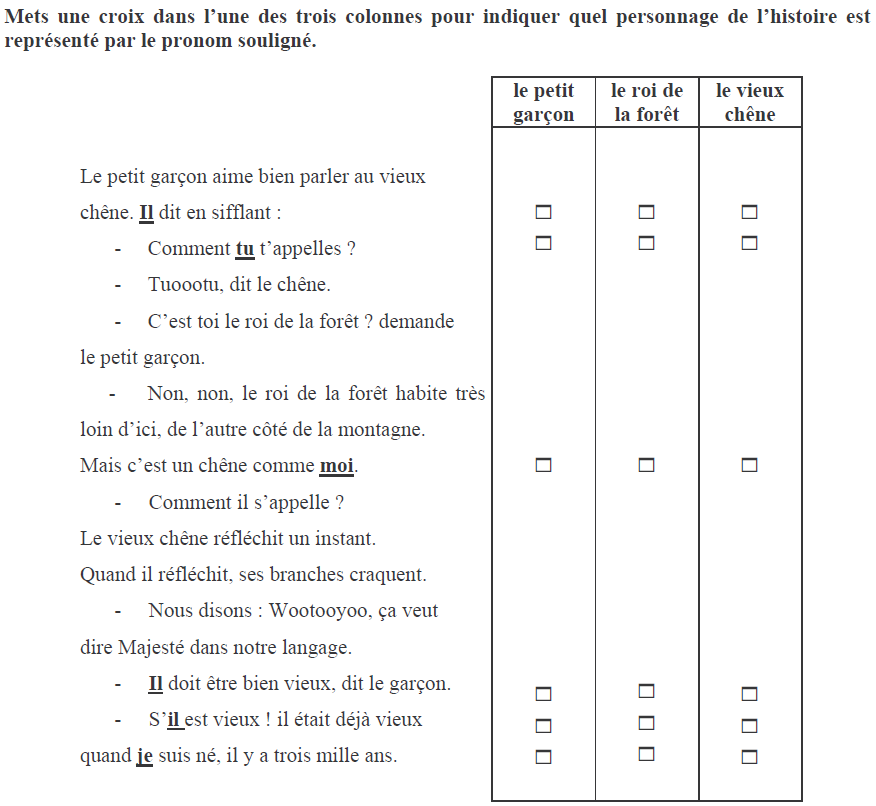 Mets une croix dans l'une des trois colonnes pour indiquer quel personnage de l'histoire est
représenté par le pronom souligné.
le petit garçon
le roi de la forêt
le vieux chêne
Le petit garçon aime bien parler au vieux
chêne. Il dit en sifflant :
- Comment tu t'appelles ?
- Tuoootu, dit le chêne.
- C'est toi le roi de la forêt ? demande
le petit garçon.
- Non, non, le roi de la forêt habite très
loin d'ici, de l'autre côté de la montagne.
Mais c'est un chêne comme moi.
- Comment il s'appelle ?
Le vieux chêne réfléchit un instant.
Quand il réfléchit, ses branches craquent.
- Nous disons : Wootooyoo, ça veut
dire Majesté dans notre langage.
- Il doit être bien vieux, dit le garçon.
- S'il est vieux ! il était déjà vieux
quand je suis né, il y a trois mille ans.